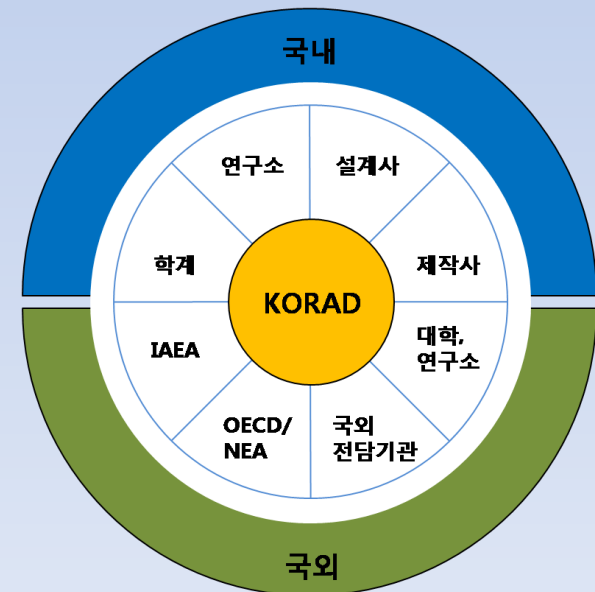 국내
연구소
설계사
학계
제작사
KORAD
IAEA
대학,
연구소
OECD/
NEA
국외
전담기관
국외